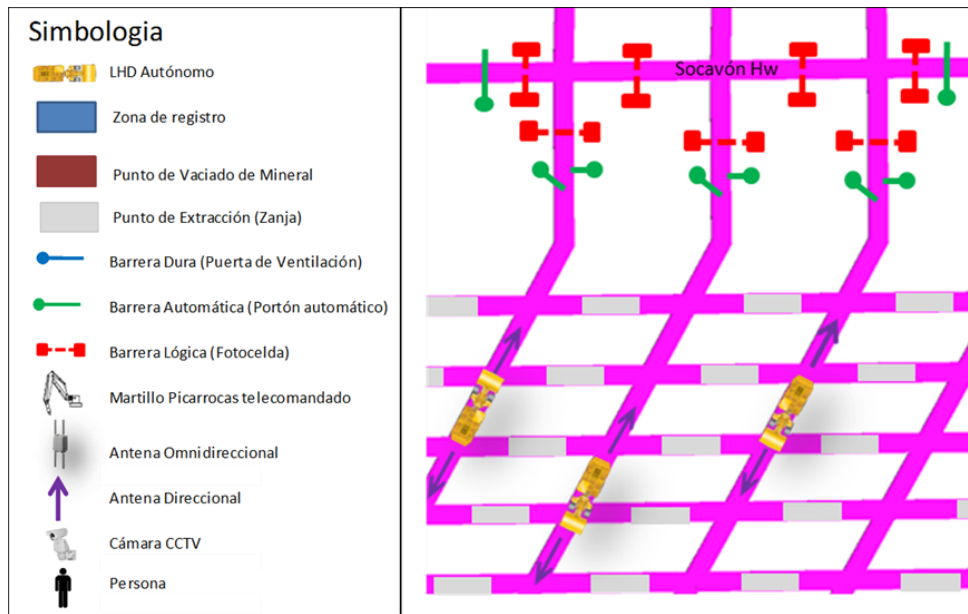 Simbologia
LHD Autónomo
Zona de registro
Punto de Vaciado de Mineral
Punto de Extracción (Zanja)
Barrera Dura (Puerta de Ventilación)
Barrera Automática (Portón automático)
Barrera Lógica (Fotocelda)
Martillo Picarrocas telecomandado
Antena Omnidireccional
Antena Direccional
Cámara CCTV
Persona
Socavón Hw